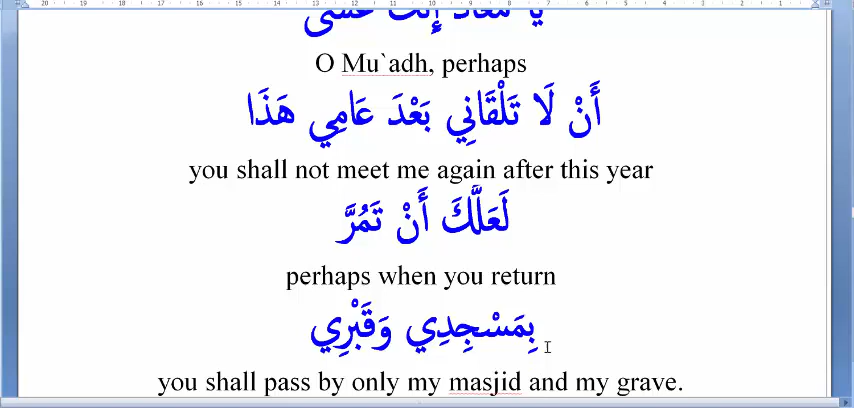 يَا مُعَاذُ إِنَّكَ عَسَى
O Mu`adh, perhaps
أَنْ لَا تَلْقَانِي بَعْدَ عَامِي هَذَا
you shall not meet me again after this year
لَعَلَّكَ أَنْ تَمُرَّ
perhaps when you return
بِمَسْجِدِي وَقَبْرِي
you shall pass by only my masjid and my grave.